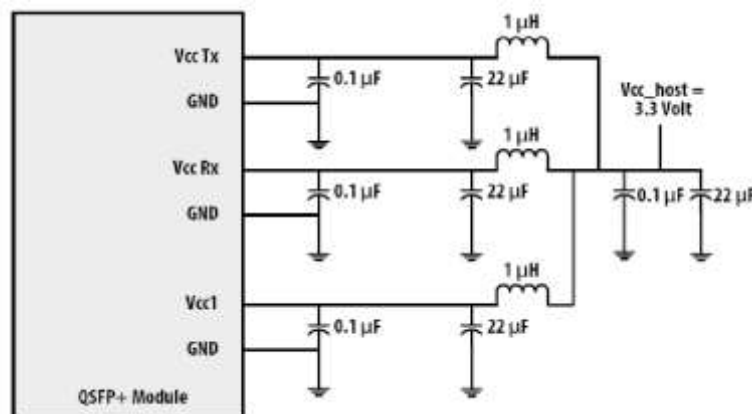 1 µH
Vcc Tx
0.1 µF
22 µF
GND
Vcc_host =
3.3 Volt
1 µH
Vcc Rx
0.1 µF
22 µF
0.1 µF
22 µF
GND
1 µH
Vcc1
0.1 µF
22 µF
GND
QSFP+ Module